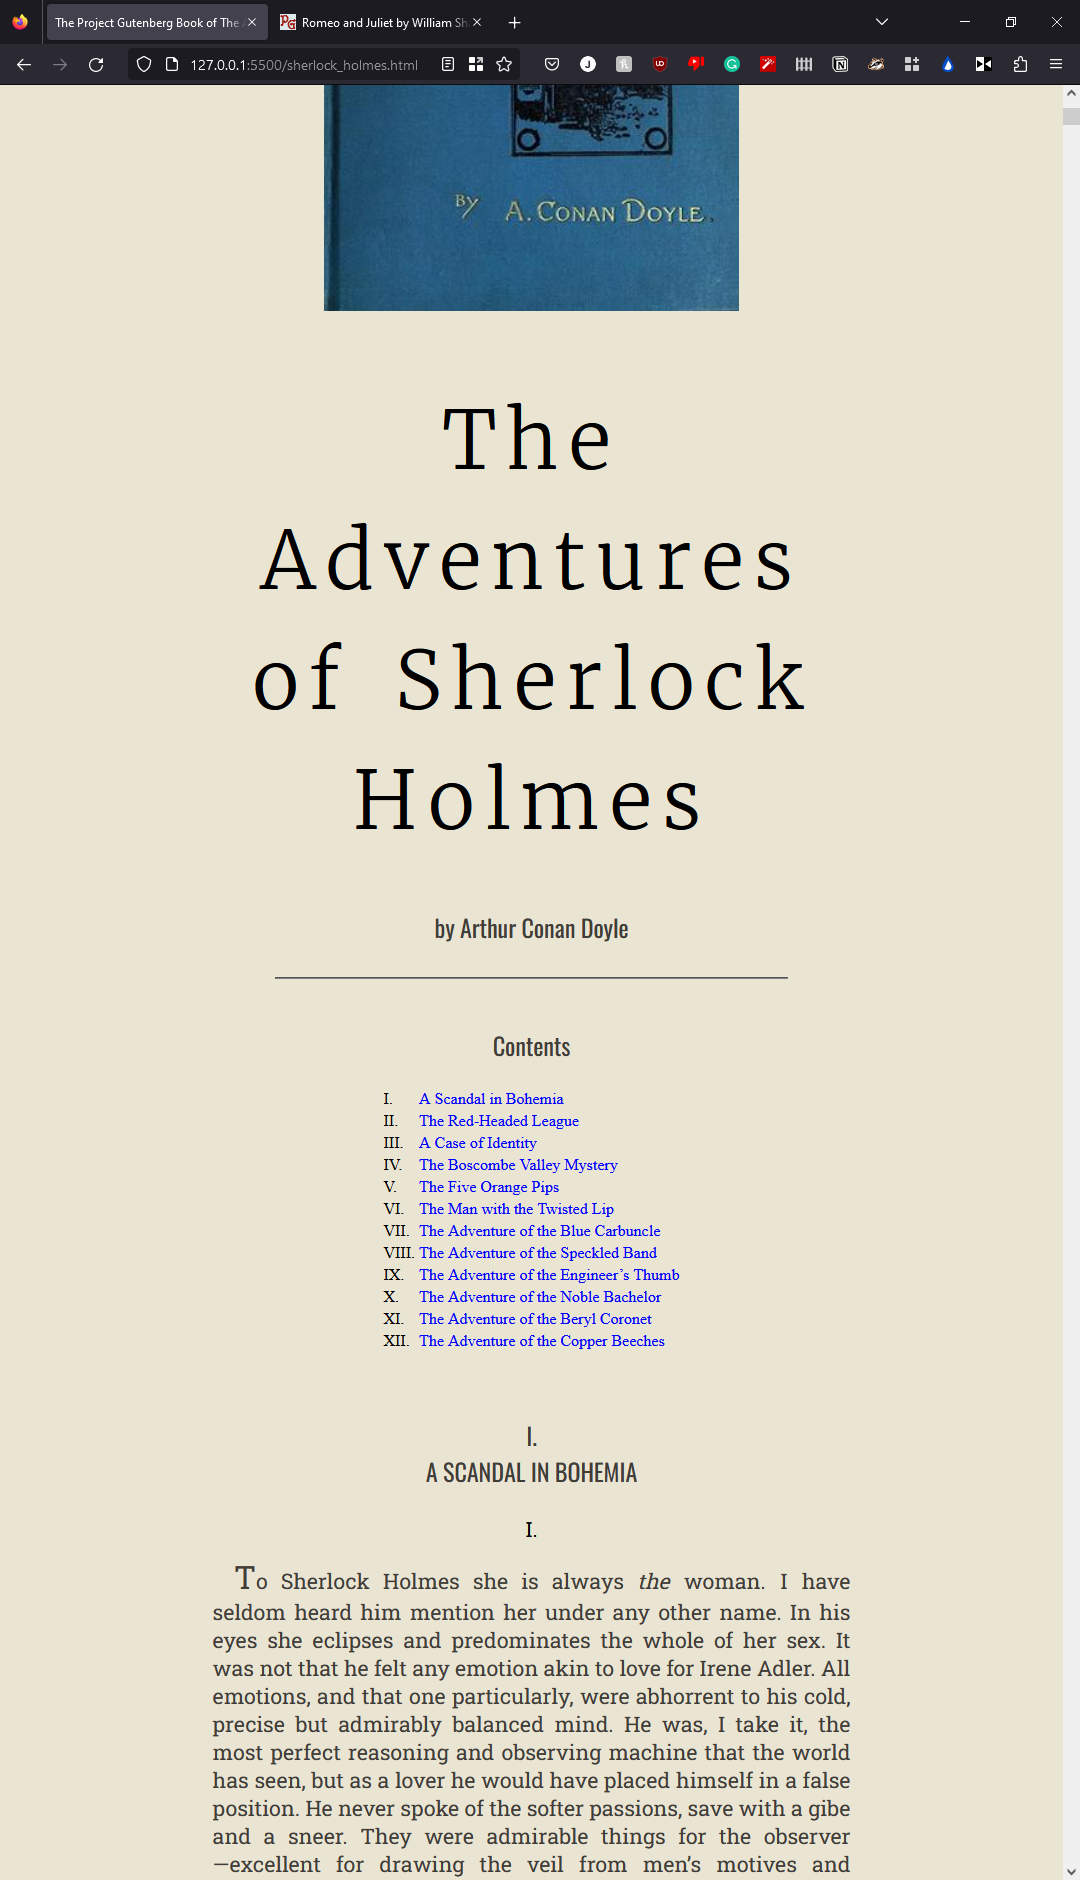 The Project Gutenberg Book of The
Romeo and Juliet by William Sh
127.0.0.1:5500/sherlock_holmes.html
BY A. CONAN DOYLE.
The
Adventures
of Sherlock
Holmes
by Arthur Conan Doyle
Contents
I. A Scandal in Bohemia
II. The Red-Headed League
III. A Case of Identity
IV. The Boscombe Valley Mystery
V. The Five Orange Pips
VI. The Man with the Twisted Lip
VII. The Adventure of the Blue Carbuncle
VIII. The Adventure of the Speckled Band
IX. The Adventure of the Engineer’s Thumb
X. The Adventure of the Noble Bachelor
XI. The Adventure of the Beryl Coronet
XII. The Adventure of the Copper Beeches
I.
A SCANDAL IN BOHEMIA
I.
To Sherlock Holmes she is always the woman. I have
seldom heard him mention her under any other name. In his
eyes she eclipses and predominates the whole of her sex. It
was not that he felt any emotion akin to love for Irene Adler. All
emotions, and that one particularly, were abhorrent to his cold,
precise but admirably balanced mind. He was, I take it, the
most perfect reasoning and observing machine that the world
has seen, but as a lover he would have placed himself in a false
position. He never spoke of the softer passions, save with a gibe
and a sneer. They were admirable things for the observer
—excellent for drawing the veil from men’s motives and